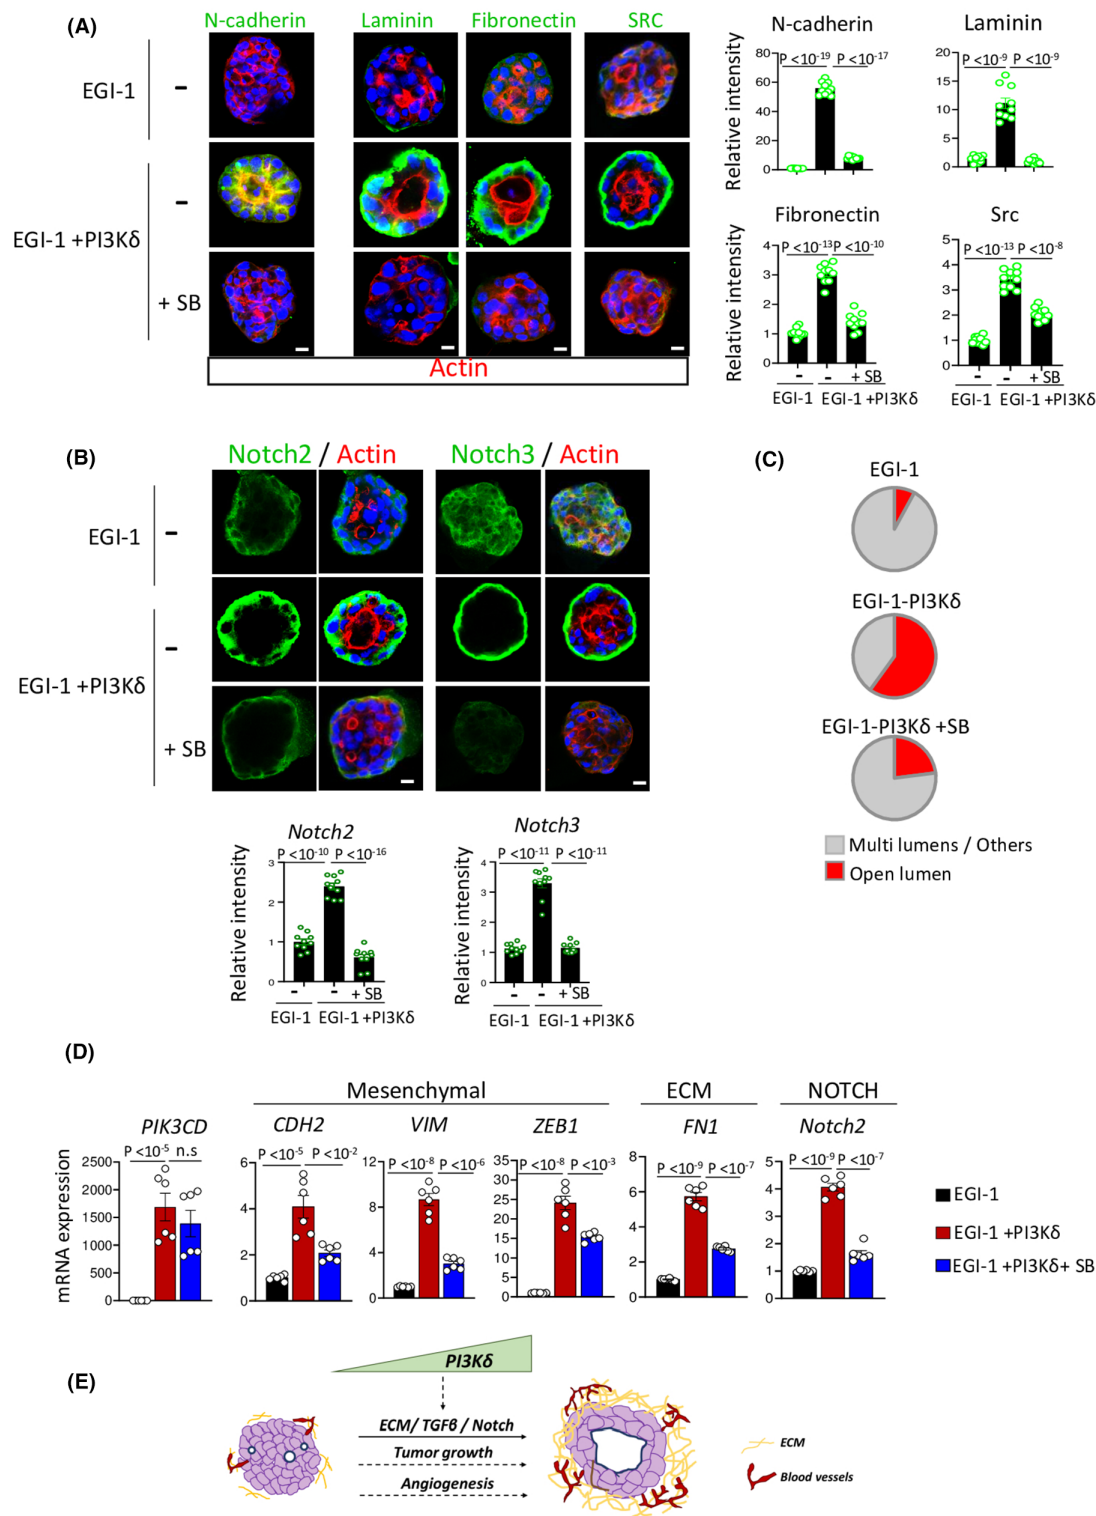 (A)
N-cadherin Laminin Fibronectin SRC
EGI-1 -
EGI-1 +PI3Kδ -
+ SB
Actin
N-cadherin
Relative intensity
80
60
40
20
0
P <10-19 P <10-17
Laminin
20
15
10
5
0
P <10-9 P <10-9
Fibronectin
Relative intensity
4
3
2
1
0
P <10-13 P <10-10
- - + SB
EGI-1 EGI-1 +PI3Kδ
Src
5
4
3
2
1
0
P <10-13 P <10-8
- - + SB
EGI-1 EGI-1 +PI3Kδ
(B)
Notch2 / Actin Notch3 / Actin
EGI-1 -
EGI-1 +PI3Kδ -
+ SB
Notch2
Relative intensity
3
2
1
0
P <10-10 P <10-16
- - + SB
EGI-1 EGI-1 +PI3Kδ
Notch3
Relative intensity
4
3
2
1
0
P <10-11 P <10-11
- - + SB
EGI-1 EGI-1 +PI3Kδ
(C)
EGI-1
EGI-1-PI3Kδ
EGI-1-PI3Kδ +SB
Multi lumens / Others
Open lumen
(D)
Mesenchymal ECM NOTCH
PIK3CD CDH2 VIM ZEB1 FN1 Notch2
mRNA expression
P <10-5 n.s
2500
2000
1500
1000
500
0
P <10-5 P <10-2
6
4
2
0
P <10-8 P <10-6
12
8
4
0
P <10-8 P <10-3
35
30
25
20
15
10
5
0
P <10-9 P <10-7
8
6
4
2
0
P <10-9 P <10-7
5
4
3
2
1
0
EGI-1
EGI-1 +PI3Kδ
EGI-1 +PI3Kδ+ SB
(E)
PI3Kδ
ECM/ TGFβ / Notch
Tumor growth
Angiogenesis
ECM
Blood vessels